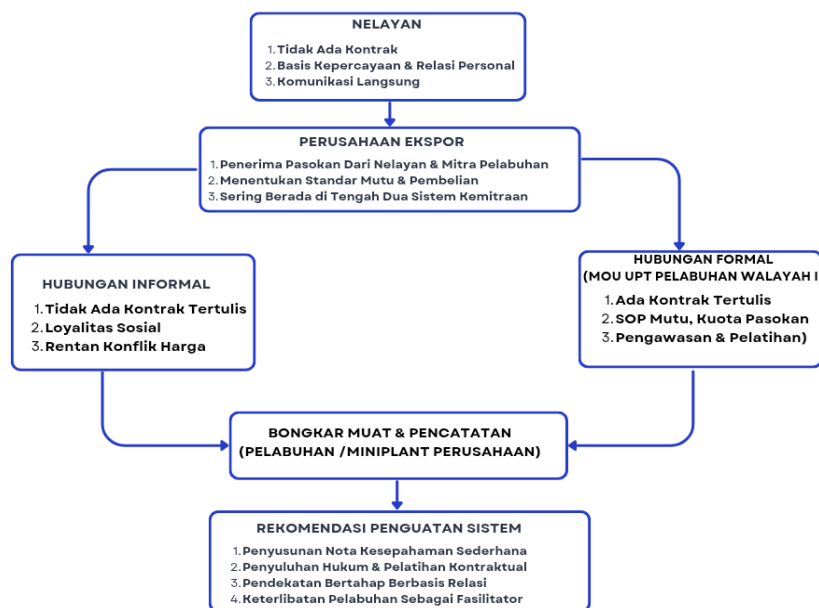 NELAYAN
1. Tidak Ada Kontrak
2. Basis Kepercayaan & Relasi Personal
3. Komunikasi Langsung
PERUSAHAAN EKSPOR
1. Penerima Pasokan Dari Nelayan & Mitra Pelabuhan
2. Menentukan Standar Mutu & Pembelian
3. Sering Berada di Tengah Dua Sistem Kemitraan
HUBUNGAN INFORMAL
1. Tidak Ada Kontrak Tertulis
2. Loyalitas Sosial
3. Rentan Konflik Harga
HUBUNGAN FORMAL
(MOU UPT PELABUHAN WALAYAH I
1. Ada Kontrak Tertulis
2. SOP Mutu, Kuota Pasokan
3. Pengawasan & Pelatihan)
BONGKAR MUAT & PENCATATAN
(PELABUHAN /MINIPLANT PERUSAHAAN)
REKOMENDASI PENGUATAN SISTEM
1. Penyusunan Nota Kesepahaman Sederhana
2. Penyuluhan Hukum & Pelatihan Kontraktual
3. Pendekatan Bertahap Berbasis Relasi
4. Keterlibatan Pelabuhan Sebagai Fasilitator